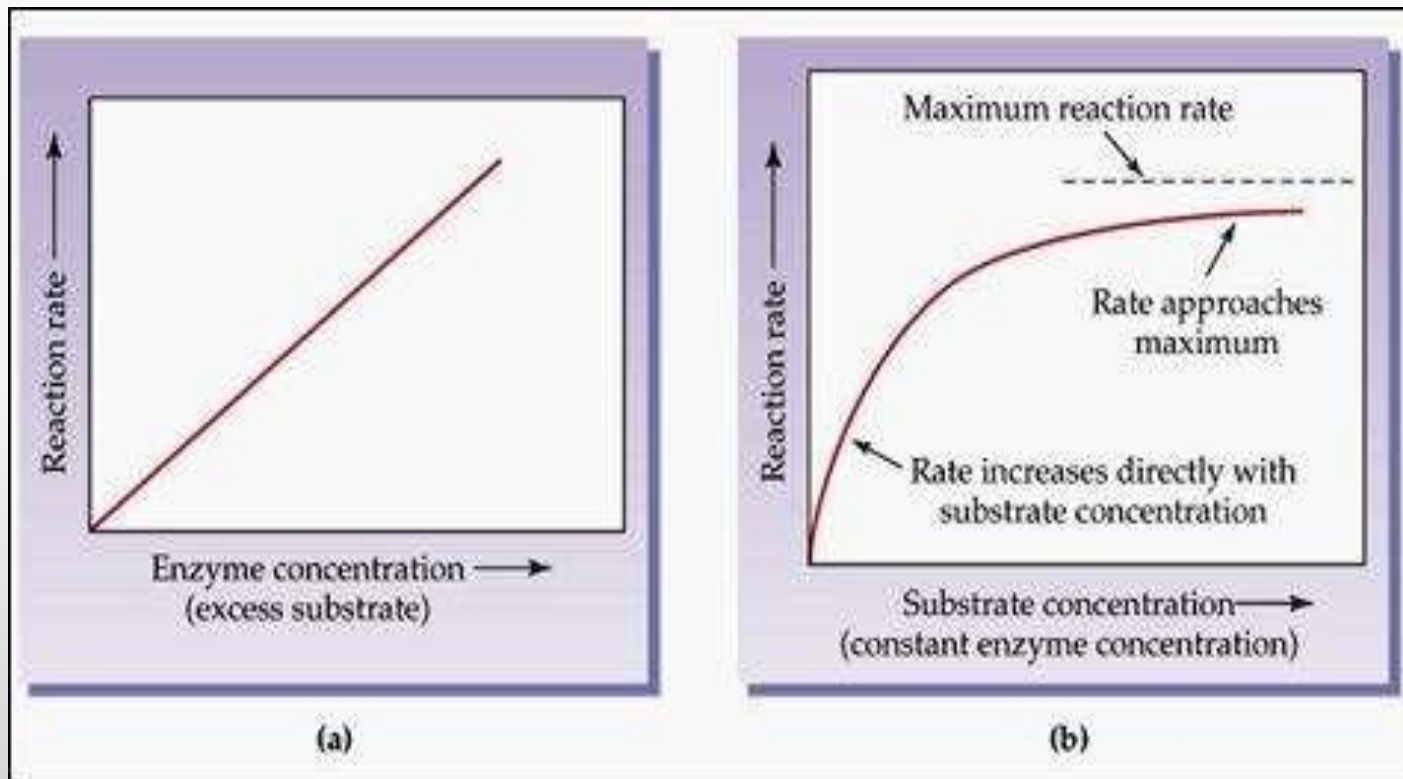 Reaction rate
Enzyme concentration
(excess substrate)
(a)
Maximum reaction rate
Rate approaches
maximum
Rate increases directly with
substrate concentration
Reaction rate
Substrate concentration
(constant enzyme concentration)
(b)